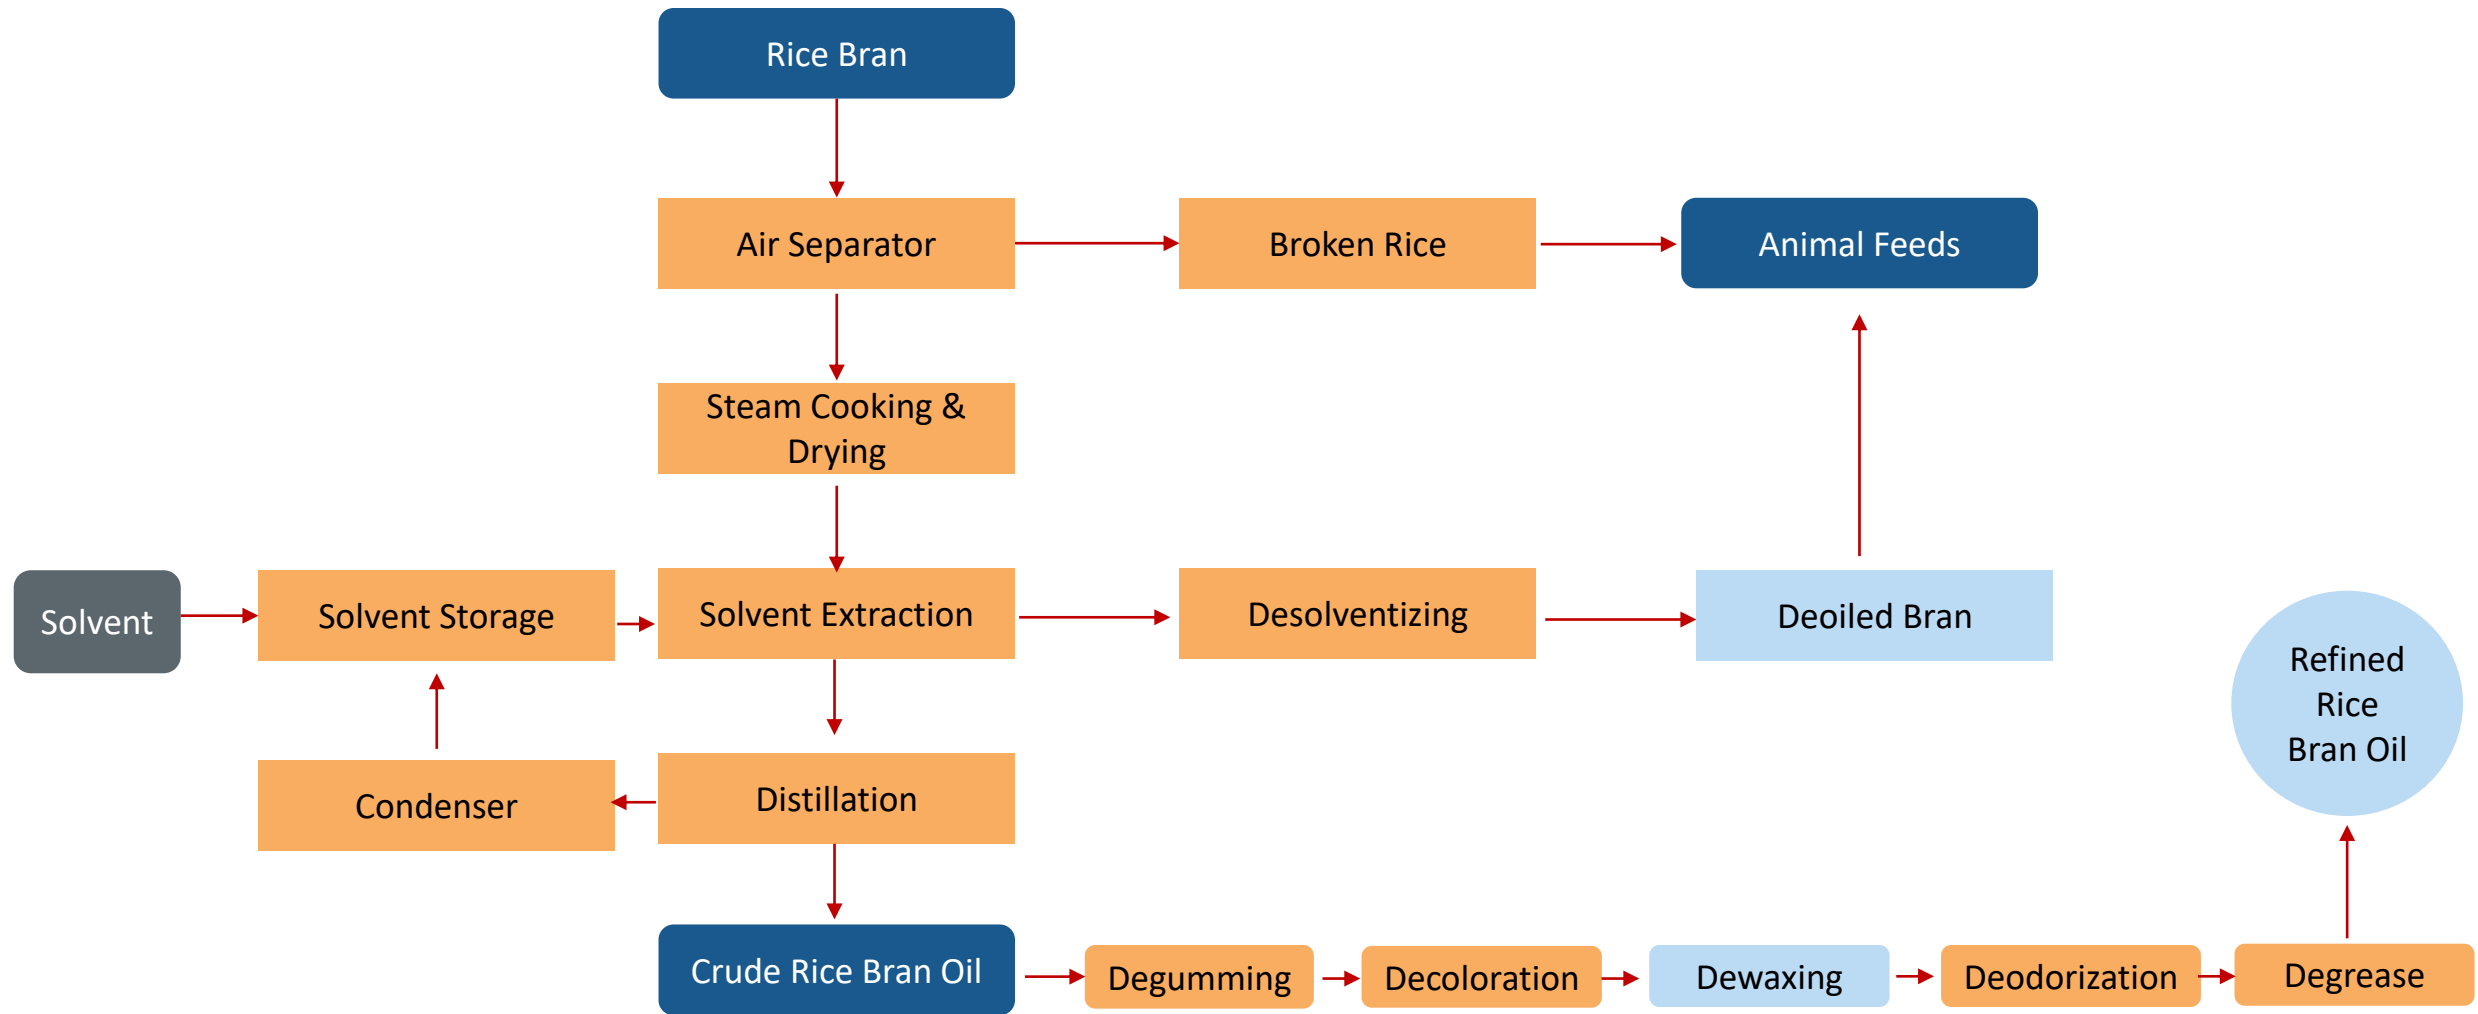 Rice Bran
Air Separator
Broken Rice
Animal Feeds
Steam Cooking &
Drying
Solvent
Solvent Storage
Solvent Extraction
Desolventizing
Deoiled Bran
Refined
Rice
Bran Oil
Condenser
Distillation
Crude Rice Bran Oil
Degumming
Decoloration
Dewaxing
Deodorization
Degrease